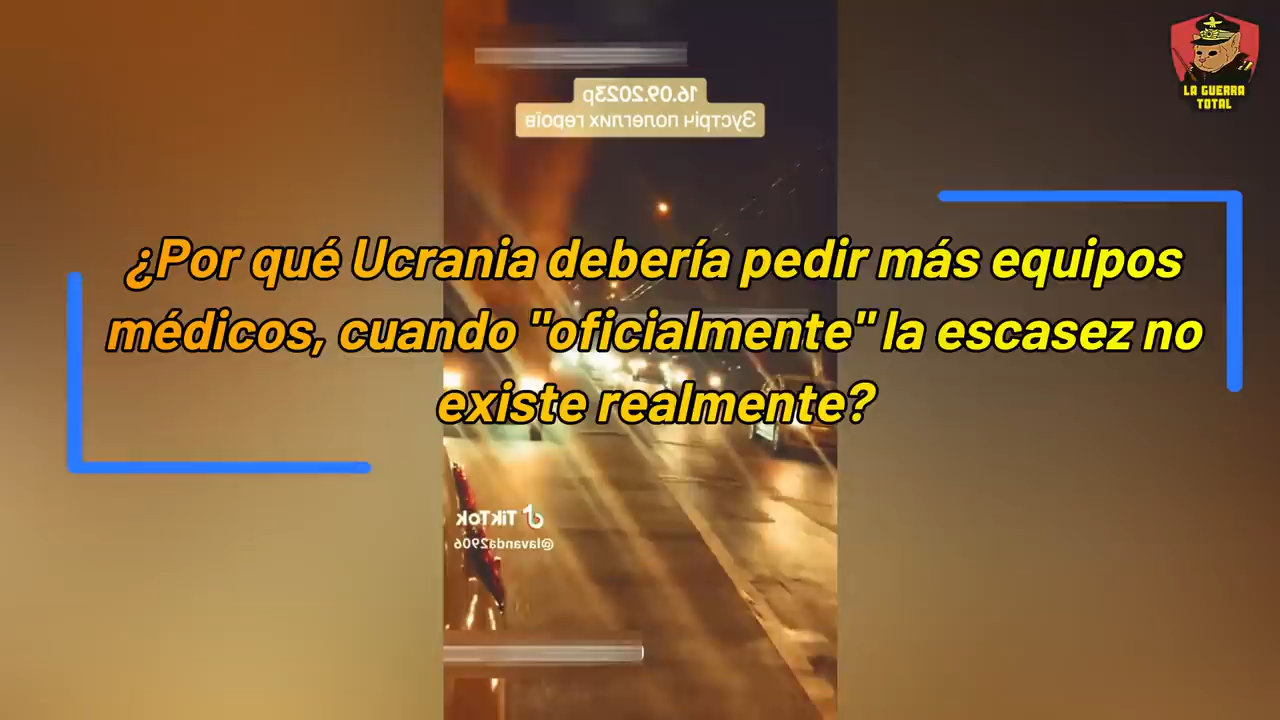 16.09.2023р
Зустріч полеглих героїв
LA GUERRA
TOTAL
¿Por qué Ucrania debería pedir más equipos
médicos, cuando "oficialmente" la escasez no
existe realmente?
TikTok
@lavanda2906